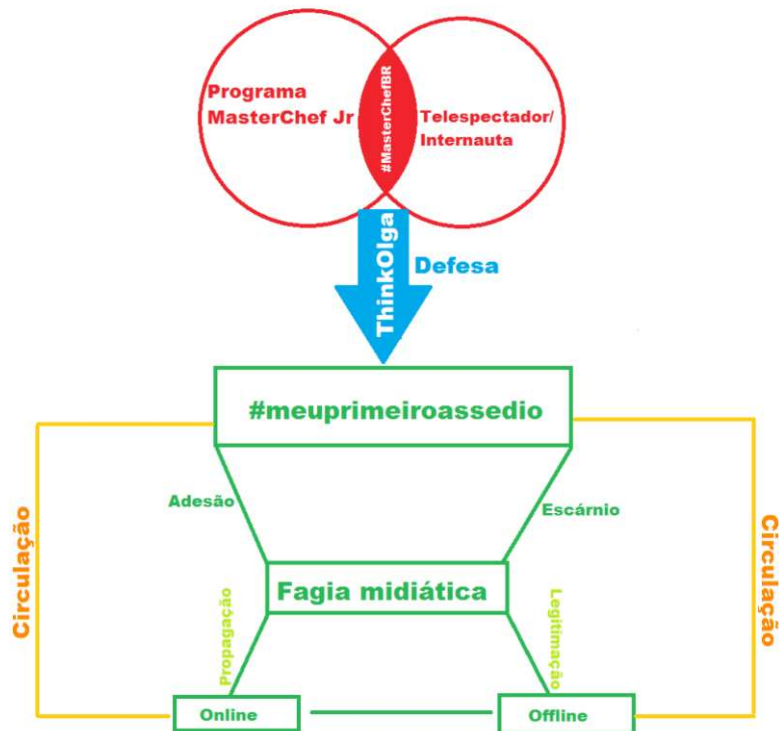 Programa
MasterChef Jr
#MasterChefBR
Telespectador/
Internauta
ThinkOlga
Defesa
#meuprimeiroassedio
Adesão
Escárnio
Circulação
Circulação
Fagia midiática
Propagação
Legitimação
Online
Offline